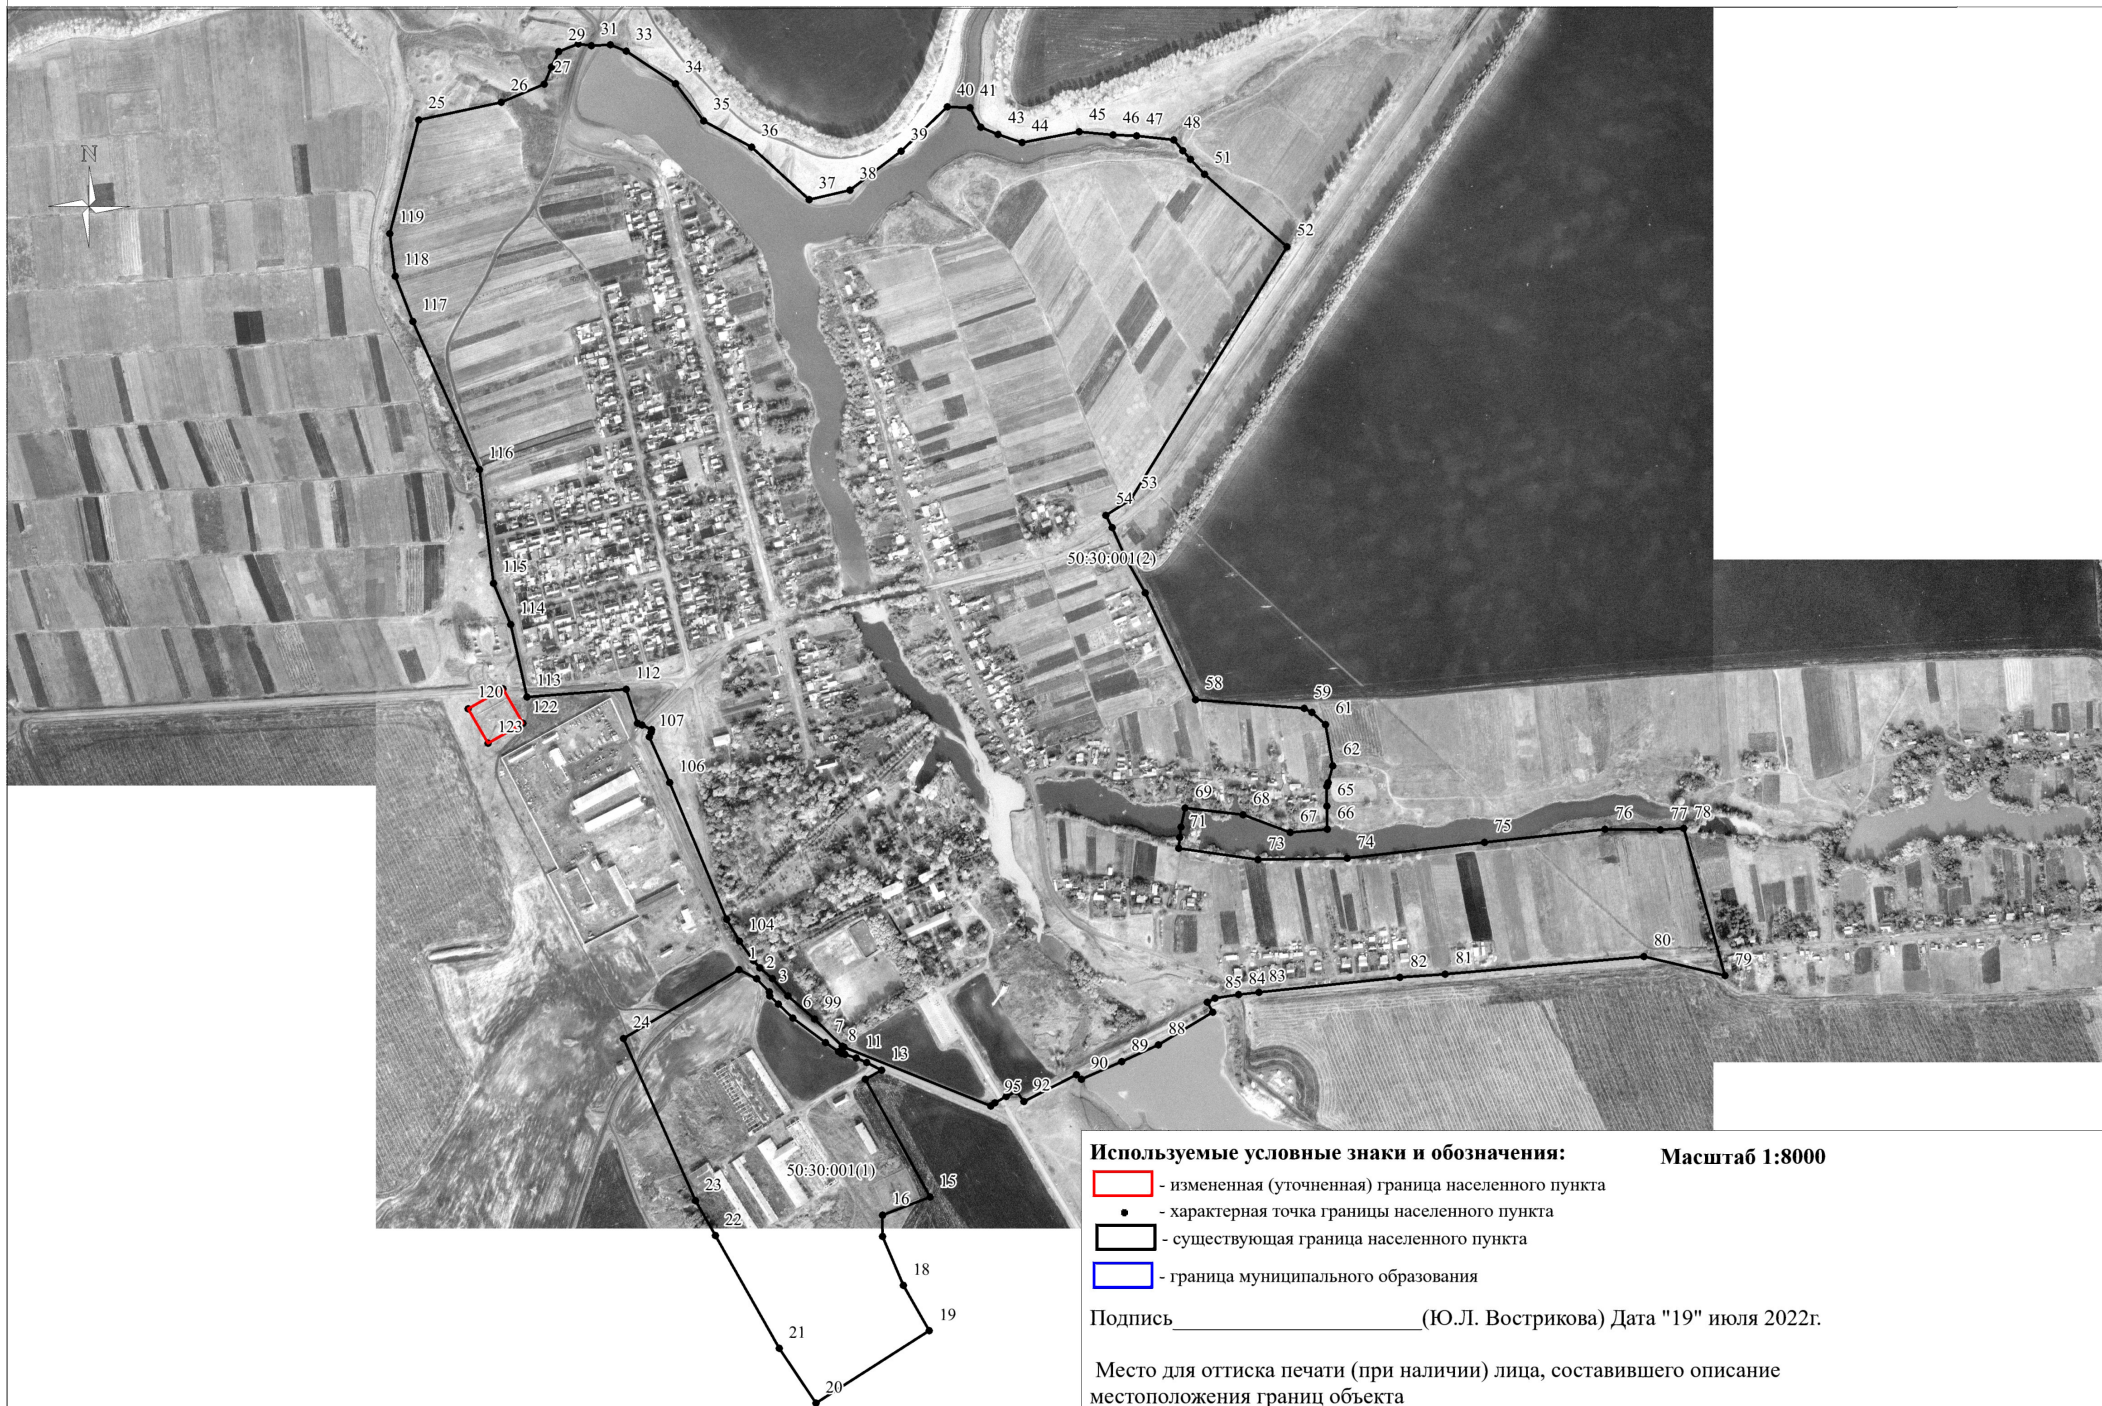 29 31 33
27 34
26
25 35 40 41
36 39 43 44 45 46 47 48
N
37 38 51
119 52
118
117
116
53
54
50:30:001(2)
115
114
112
113
120 122
123 107
58 59
61
106 62
65
69 68 67 66
71 73 74 75 76 77 78
104
1 2 3
80
79
81
82
83
84
85
6 99
24 7 8 11 13
88
89
90
95 92
50:30:001(1)
15
16
23
22
18
19
21
20
Используемые условные знаки и обозначения: Масштаб 1:8000
- измененная (уточненная) граница населенного пункта
- характерная точка границы населенного пункта
- существующая граница населенного пункта
- граница муниципального образования
Подпись_______________________(Ю.Л. Вострикова) Дата "19" июля 2022г.
Место для оттиска печати (при наличии) лица, составившего описание
местоположения границ объекта